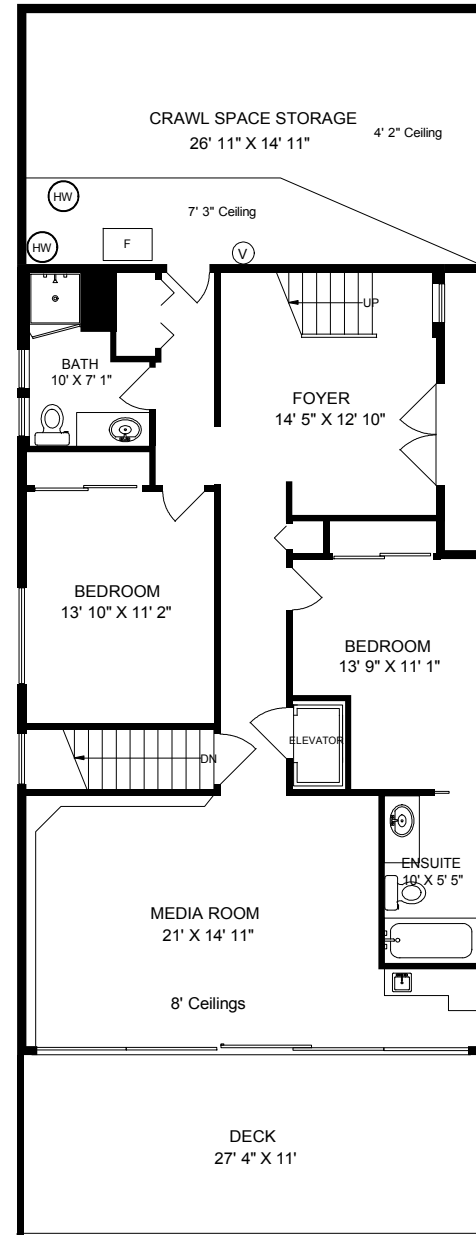 CRAWL SPACE STORAGE
26' 11" X 14' 11"
4' 2" Ceiling
HW
7' 3" Ceiling
HW
F
V
UP
BATH
10' X 7' 1"
FOYER
14' 5" X 12' 10"
BEDROOM
13' 10" X 11' 2"
BEDROOM
13' 9" X 11' 1"
ELEVATOR
DN
ENSUITE
10' X 5' 5"
MEDIA ROOM
21' X 14' 11"
8' Ceilings
DECK
27' 4" X 11'